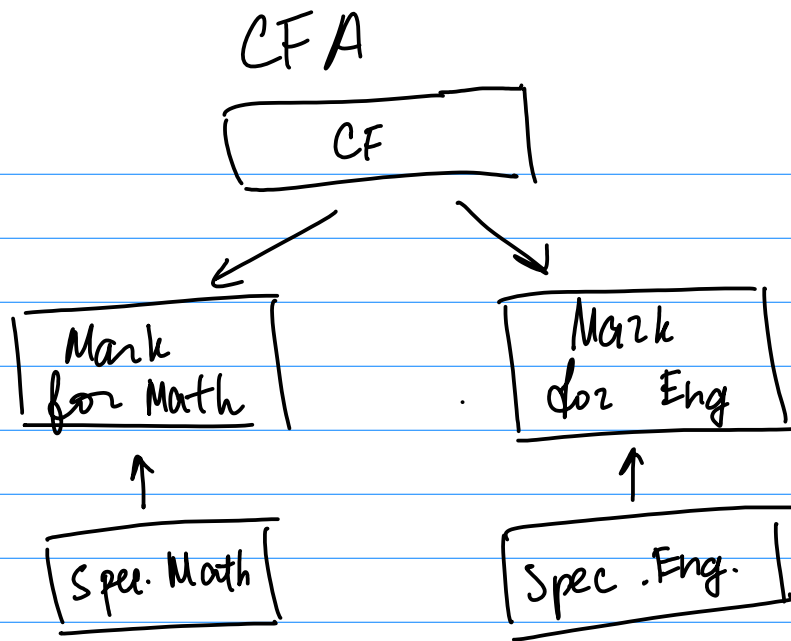 CFA
CF
Mark
for Math
Mark
for Eng
Spec. Math
Spec. Eng.